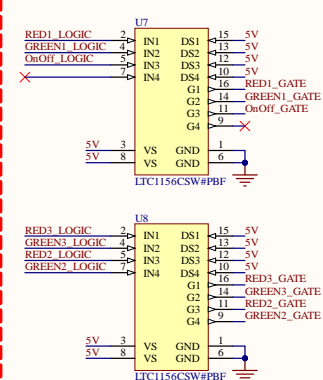 U7
RED1_LOGIC 2 IN1 DS1 15 5V
GREEN1_LOGIC 4 IN2 DS2 13 5V
OnOff_LOGIC 5 IN3 DS3 12 5V
7 IN4 DS4 10 5V
G1 16 RED1_GATE
G2 14 GREEN1_GATE
G3 11 OnOff_GATE
G4 9
5V 3 VS GND 1
5V 8 VS GND 6
LTC1156CSW#PBF
U8
RED3_LOGIC 2 IN1 DS1 15 5V
GREEN3_LOGIC 4 IN2 DS2 13 5V
RED2_LOGIC 5 IN3 DS3 12 5V
GREEN2_LOGIC 7 IN4 DS4 10 5V
G1 16 RED3_GATE
G2 14 GREEN3_GATE
G3 11 RED2_GATE
G4 9 GREEN2_GATE
5V 3 VS GND 1
5V 8 VS GND 6
LTC1156CSW#PBF